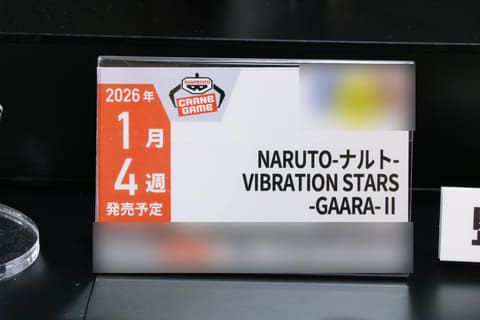 2026年
1月
4週
発売予定
BANPRESTO
CRANE
GAME
NARUTO-ナルト-
VIBRATION STARS
-GAARA-Ⅱ